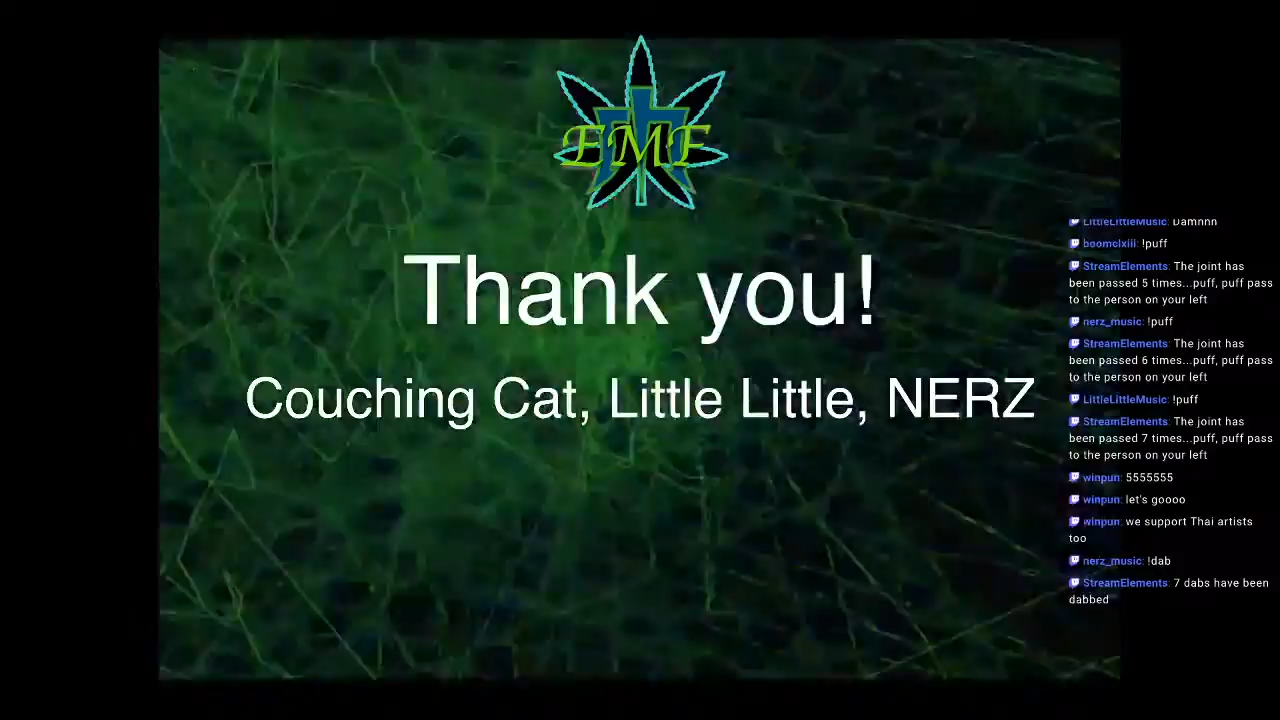 EMF
Thank you!
Couching Cat, Little Little, NERZ
LittleLittleMusic: Damnnn
boomclxiii: !puff
StreamElements: The joint has
been passed 5 times...puff, puff pass
to the person on your left
nerz_music: !puff
StreamElements: The joint has
been passed 6 times...puff, puff pass
to the person on your left
LittleLittleMusic: !puff
StreamElements: The joint has
been passed 7 times...puff, puff pass
to the person on your left
winpun: 5555555
winpun: let's goooo
winpun: we support Thai artists
too
nerz_music: !dab
StreamElements: 7 dabs have been
dabbed